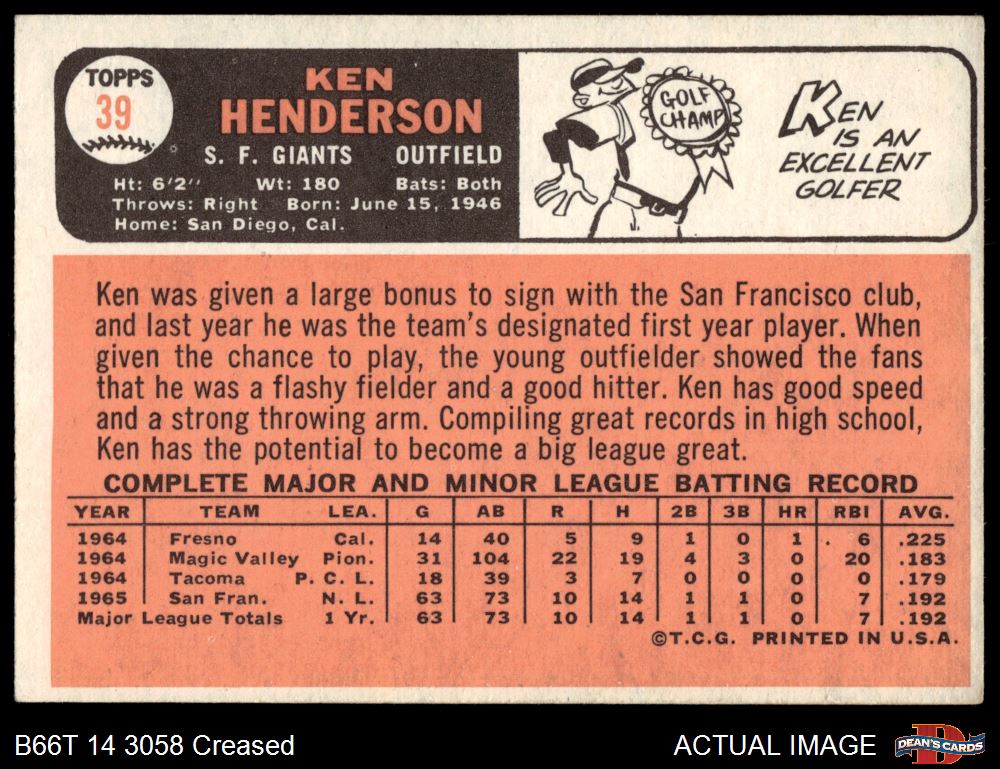 TOPPS
39
KEN
HENDERSON
S. F. GIANTS OUTFIELD
Ht: 6'2" Wt: 180 Bats: Both
Throws: Right Born: June 15, 1946
Home: San Diego, Cal.
GOLF
CHAMP
KEN
IS AN
EXCELLENT
GOLFER
Ken was given a large bonus to sign with the San Francisco club,
and last year he was the team's designated first year player. When
given the chance to play, the young outfielder showed the fans
that he was a flashy fielder and a good hitter. Ken has good speed
and a strong throwing arm. Compiling great records in high school,
Ken has the potential to become a big league great.
COMPLETE MAJOR AND MINOR LEAGUE BATTING RECORD
YEAR TEAM LEA. G AB R H 2B 3B HR RBI AVG.
1964 Fresno Cal. 14 40 5 9 1 0 1 6 .225
1964 Magic Valley Pion. 31 104 22 19 4 3 0 20 .183
1964 Tacoma P. C. L. 18 39 3 7 0 0 0 0 .179
1965 San Fran. N. L. 63 73 10 14 1 1 0 7 .192
Major League Totals 1 Yr. 63 73 10 14 1 1 0 7 .192
©T.C.G. PRINTED IN U.S.A.
B66T 14 3058 Creased
ACTUAL IMAGE
DEAN'S CARDS